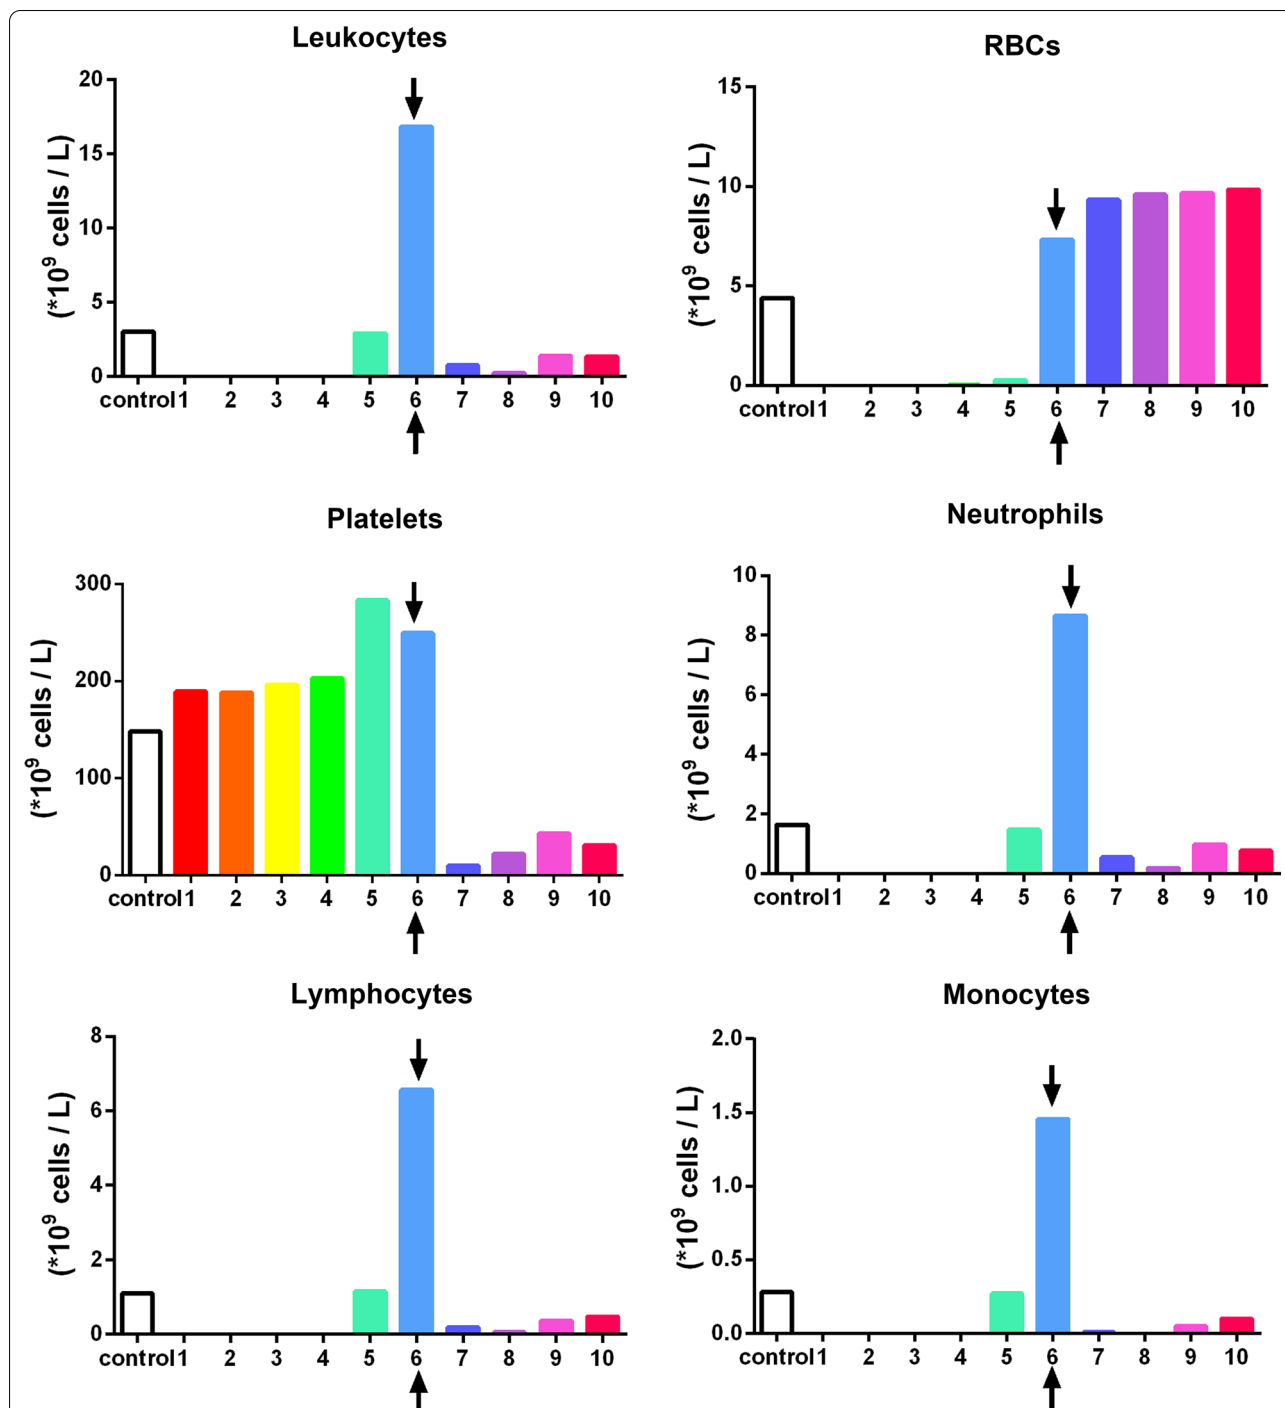 Leukocytes
(*10⁹ cells / L)
20
15
10
5
0
control 1 2 3 4 5 6 7 8 9 10
RBCs
(*10⁹ cells / L)
15
10
5
0
control 1 2 3 4 5 6 7 8 9 10
Platelets
(*10⁹ cells / L)
300
200
100
0
control 1 2 3 4 5 6 7 8 9 10
Neutrophils
(*10⁹ cells / L)
10
8
6
4
2
0
control 1 2 3 4 5 6 7 8 9 10
Lymphocytes
(*10⁹ cells / L)
8
6
4
2
0
control 1 2 3 4 5 6 7 8 9 10
Monocytes
(*10⁹ cells / L)
2.0
1.5
1.0
0.5
0.0
control 1 2 3 4 5 6 7 8 9 10